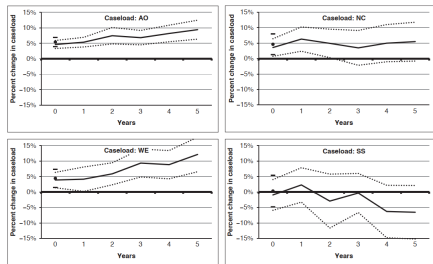 Caseload: AO
Percent change in caseload
15%
10%
5%
0%
−5%
−10%
−15%
0 1 2 3 4 5
Years
Caseload: NC
Percent change in caseload
15%
10%
5%
0%
−5%
−10%
−15%
0 1 2 3 4 5
Years
Caseload: WE
Percent change in caseload
15%
10%
5%
0%
−5%
−10%
−15%
0 1 2 3 4 5
Years
Caseload: SS
Percent change in caseload
15%
10%
5%
0%
−5%
−10%
−15%
0 1 2 3 4 5
Years